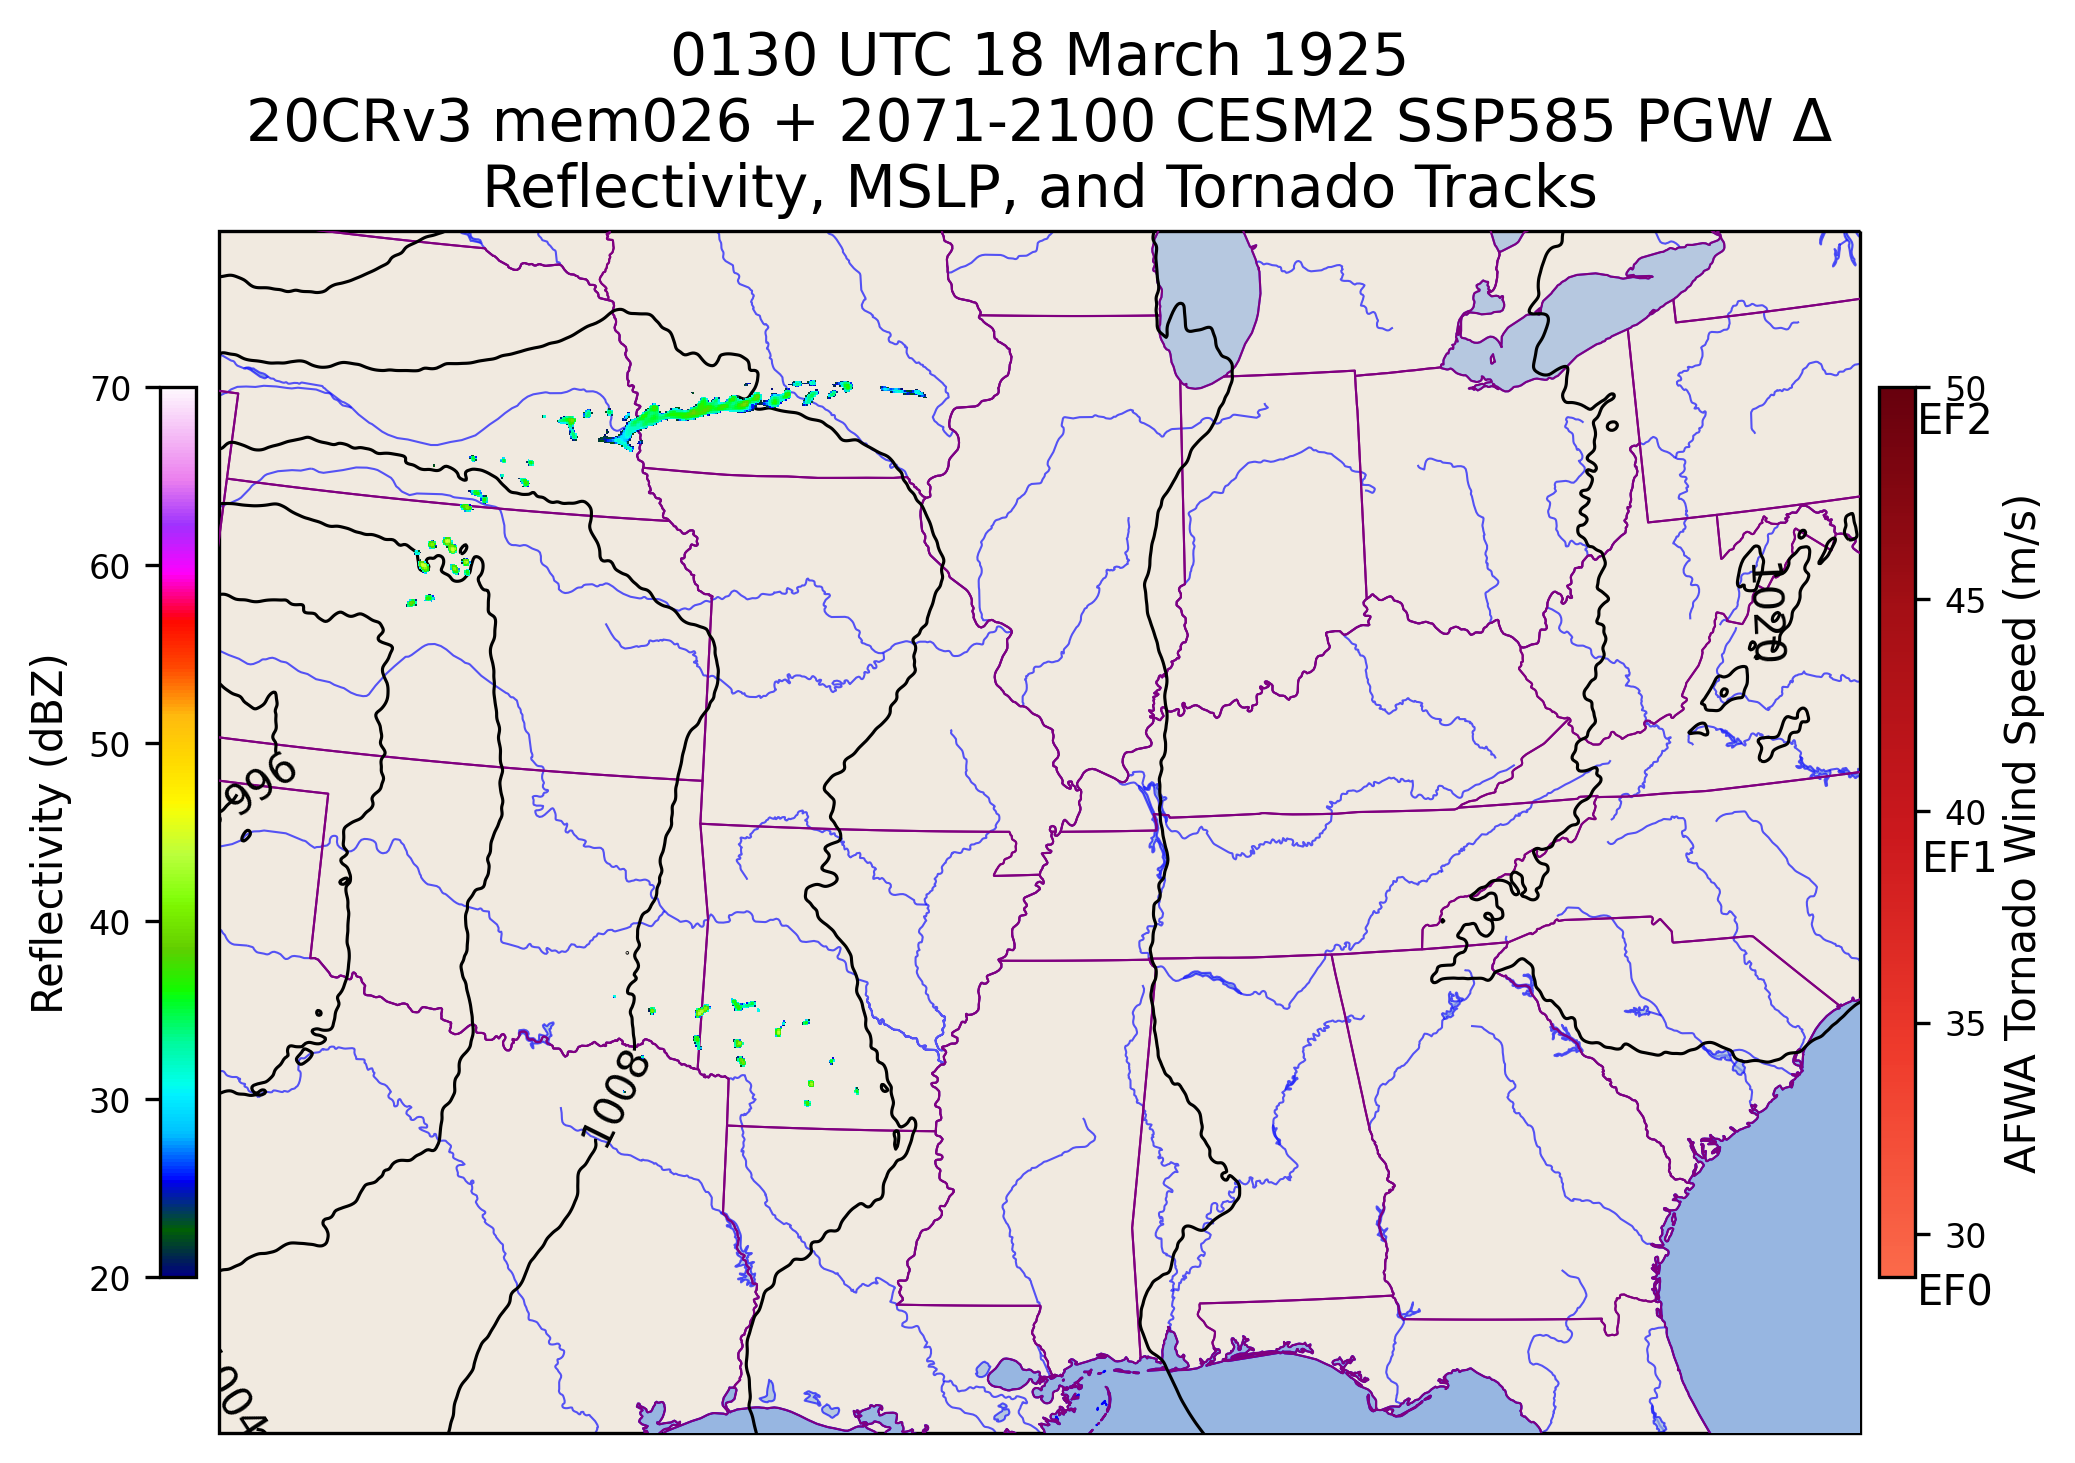 0130 UTC 18 March 1925
20CRv3 mem026 + 2071-2100 CESM2 SSP585 PGW Δ
Reflectivity, MSLP, and Tornado Tracks
70
60
50
40
30
20
Reflectivity (dBZ)
996
1008
004
1020
50
EF2
45
40
EF1
35
30
EF0
AFWA Tornado Wind Speed (m/s)